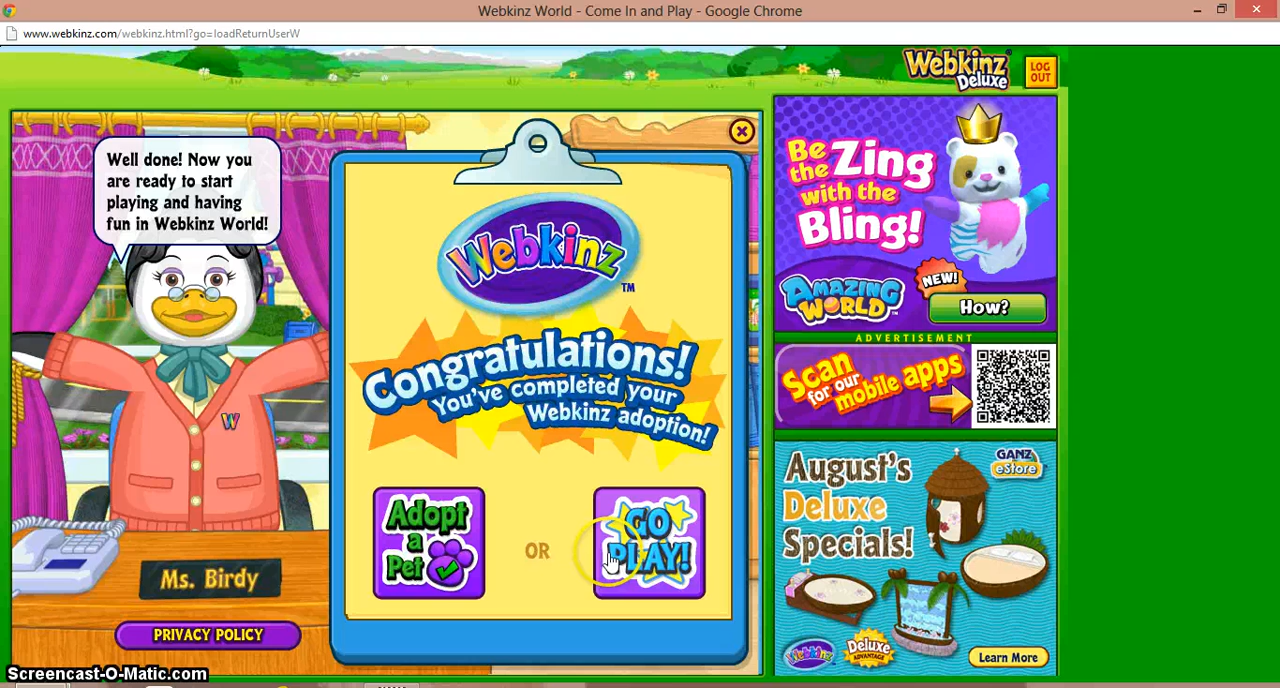 Webkinz World - Come In and Play - Google Chrome
www.webkinz.com/webkinz.html?go=loadReturnUserW
Webkinz
Deluxe
LOG
OUT
Well done! Now you
are ready to start
playing and having
fun in Webkinz World!
Webkinz
TM
Congratulations!
You've completed your
Webkinz adoption!
Adopt
a
Pet
OR
GO
PLAY!
W
Ms. Birdy
PRIVACY POLICY
Be
the Zing
with the
Bling!
AMAZING
WORLD
NEW!
How?
ADVERTISEMENT
Scan
for our
mobile apps
August's
Deluxe
Specials!
GANZ
eStore
Webkinz
Deluxe
ADVANTAGE
Learn More
Screencast-O-Matic.com